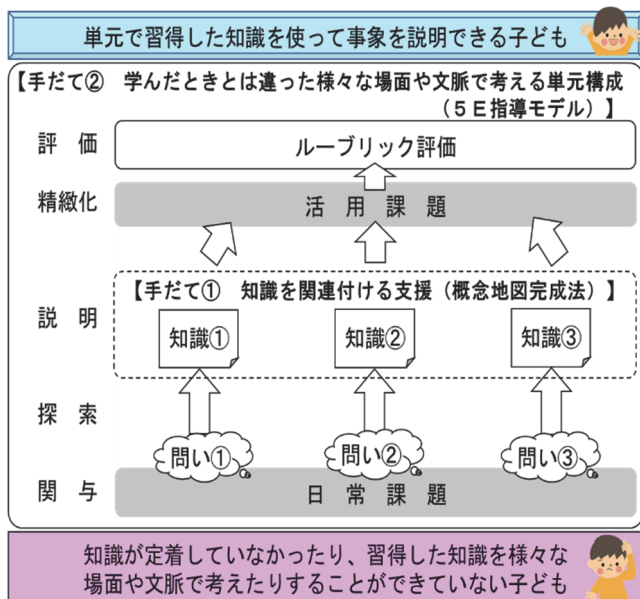 単元で習得した知識を使って事象を説明できる子ども
【手だて② 学んだときとは違った様々な場面や文脈で考える単元構成
(5E指導モデル)】
評 価
ルーブリック評価
精緻化
活 用 課 題
【手だて① 知識を関連付ける支援(概念地図完成法)】
説 明
知識①
知識②
知識③
探 索
問い①
問い②
問い③
関 与
日 常 課 題
知識が定着していなかったり、習得した知識を様々な
場面や文脈で考えたりすることができていない子ども